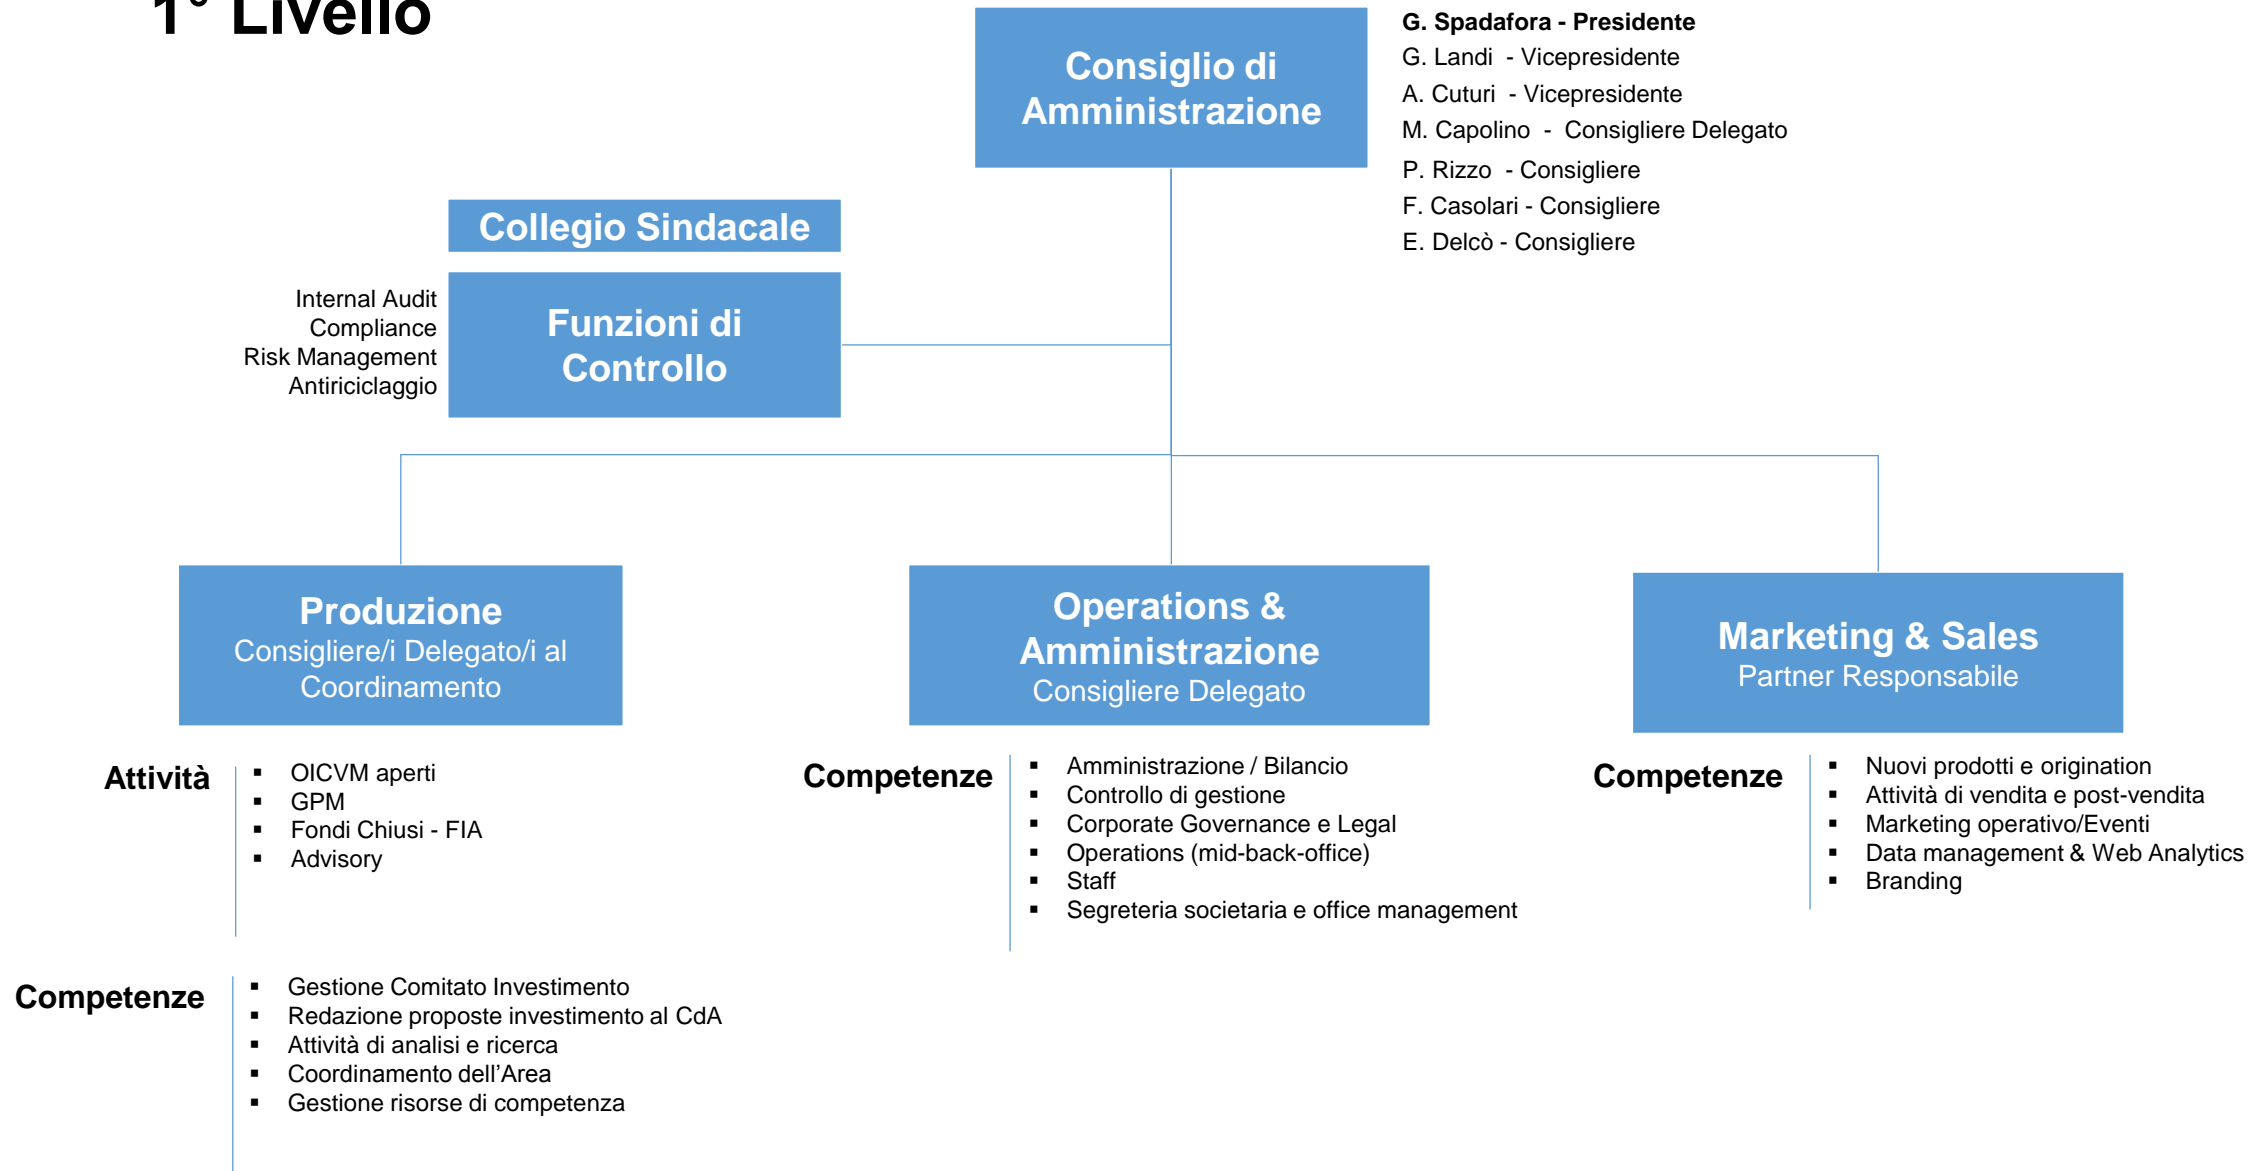 1° Livello
Consiglio di
Amministrazione
G. Spadafora - Presidente
G. Landi - Vicepresidente
A. Cuturi - Vicepresidente
M. Capolino - Consigliere Delegato
P. Rizzo - Consigliere
F. Casolari - Consigliere
E. Delcò - Consigliere
Collegio Sindacale
Internal Audit
Compliance
Risk Management
Antiriciclaggio
Funzioni di
Controllo
Produzione
Consigliere/i Delegato/i al
Coordinamento
Operations &
Amministrazione
Consigliere Delegato
Marketing & Sales
Partner Responsabile
Attività
▪ OICVM aperti
▪ GPM
▪ Fondi Chiusi - FIA
▪ Advisory
Competenze
▪ Gestione Comitato Investimento
▪ Redazione proposte investimento al CdA
▪ Attività di analisi e ricerca
▪ Coordinamento dell’Area
▪ Gestione risorse di competenza
Competenze
▪ Amministrazione / Bilancio
▪ Controllo di gestione
▪ Corporate Governance e Legal
▪ Operations (mid-back-office)
▪ Staff
▪ Segreteria societaria e office management
Competenze
▪ Nuovi prodotti e origination
▪ Attività di vendita e post-vendita
▪ Marketing operativo/Eventi
▪ Data management & Web Analytics
▪ Branding